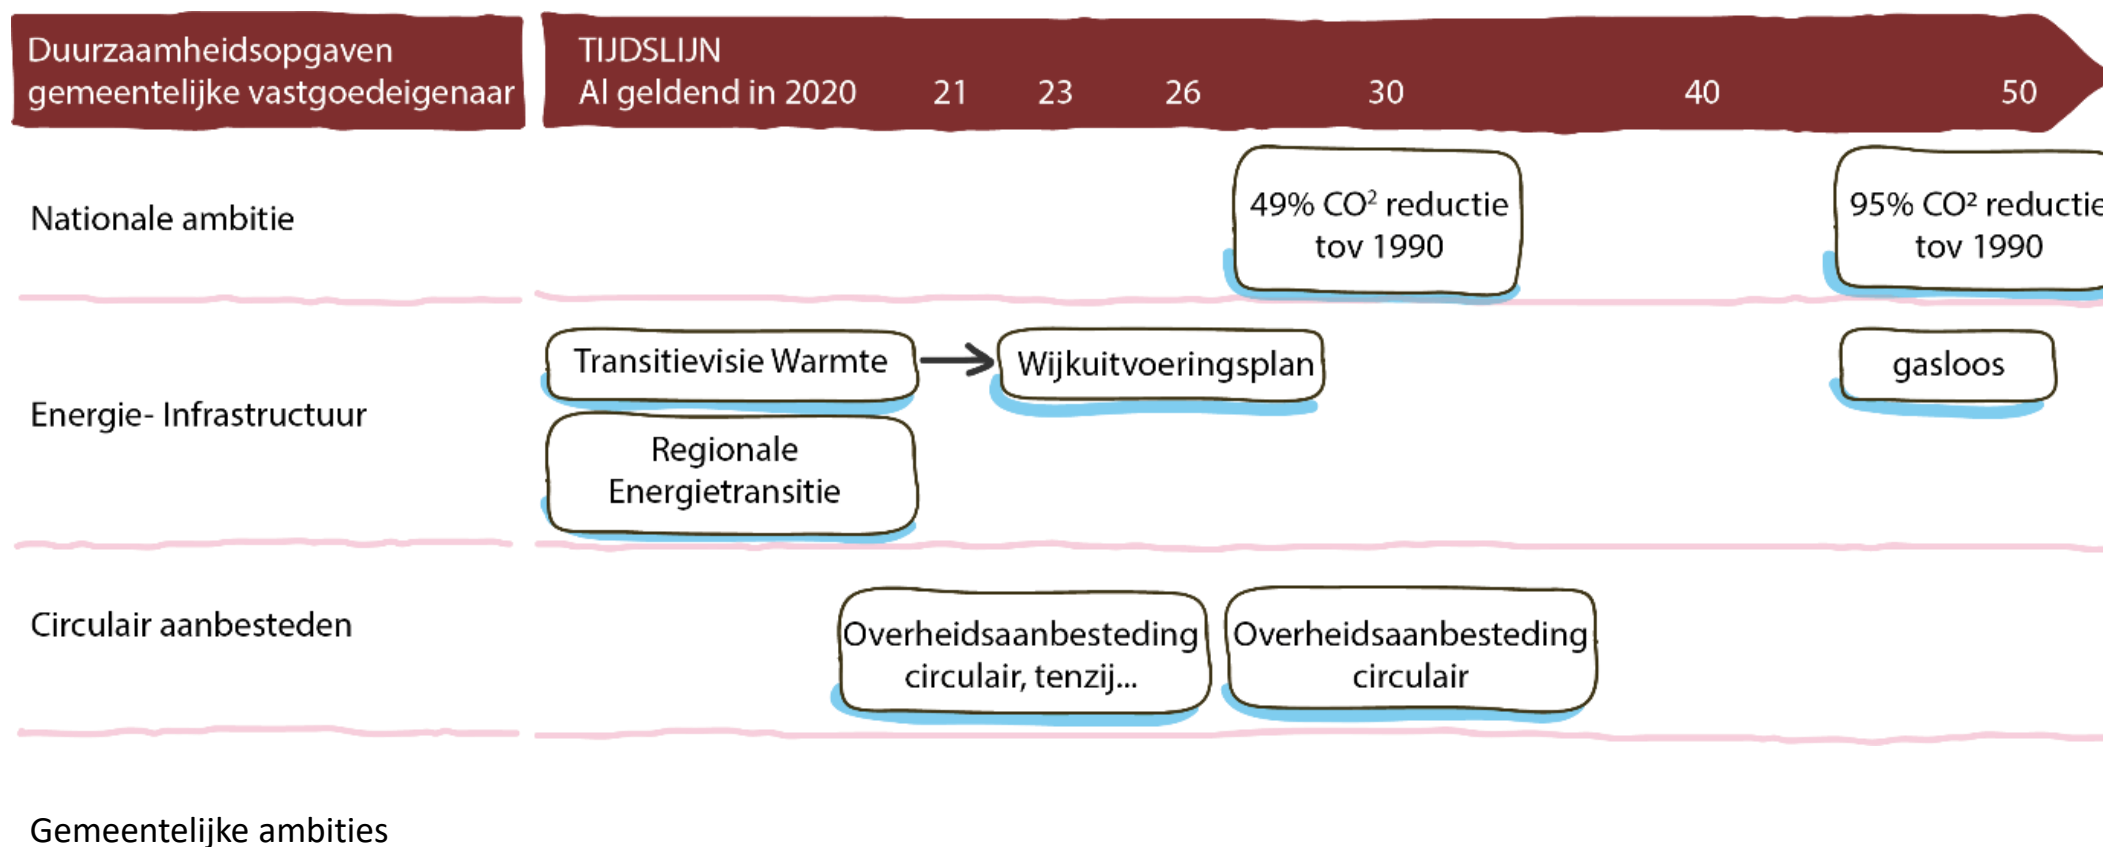 Duurzaamheidsopgaven
gemeentelijke vastgoedeigenaar
TIJDSLIJN
Al geldend in 2020 21 23 26 30 40 50
Nationale ambitie
49% CO² reductie
tov 1990
95% CO² reductie
tov 1990
Energie- Infrastructuur
Transitievisie Warmte
Wijkuitvoeringsplan
gasloos
Regionale
Energietransitie
Circulair aanbesteden
Overheidsaanbesteding
circulair, tenzij...
Overheidsaanbesteding
circulair
Gemeentelijke ambities